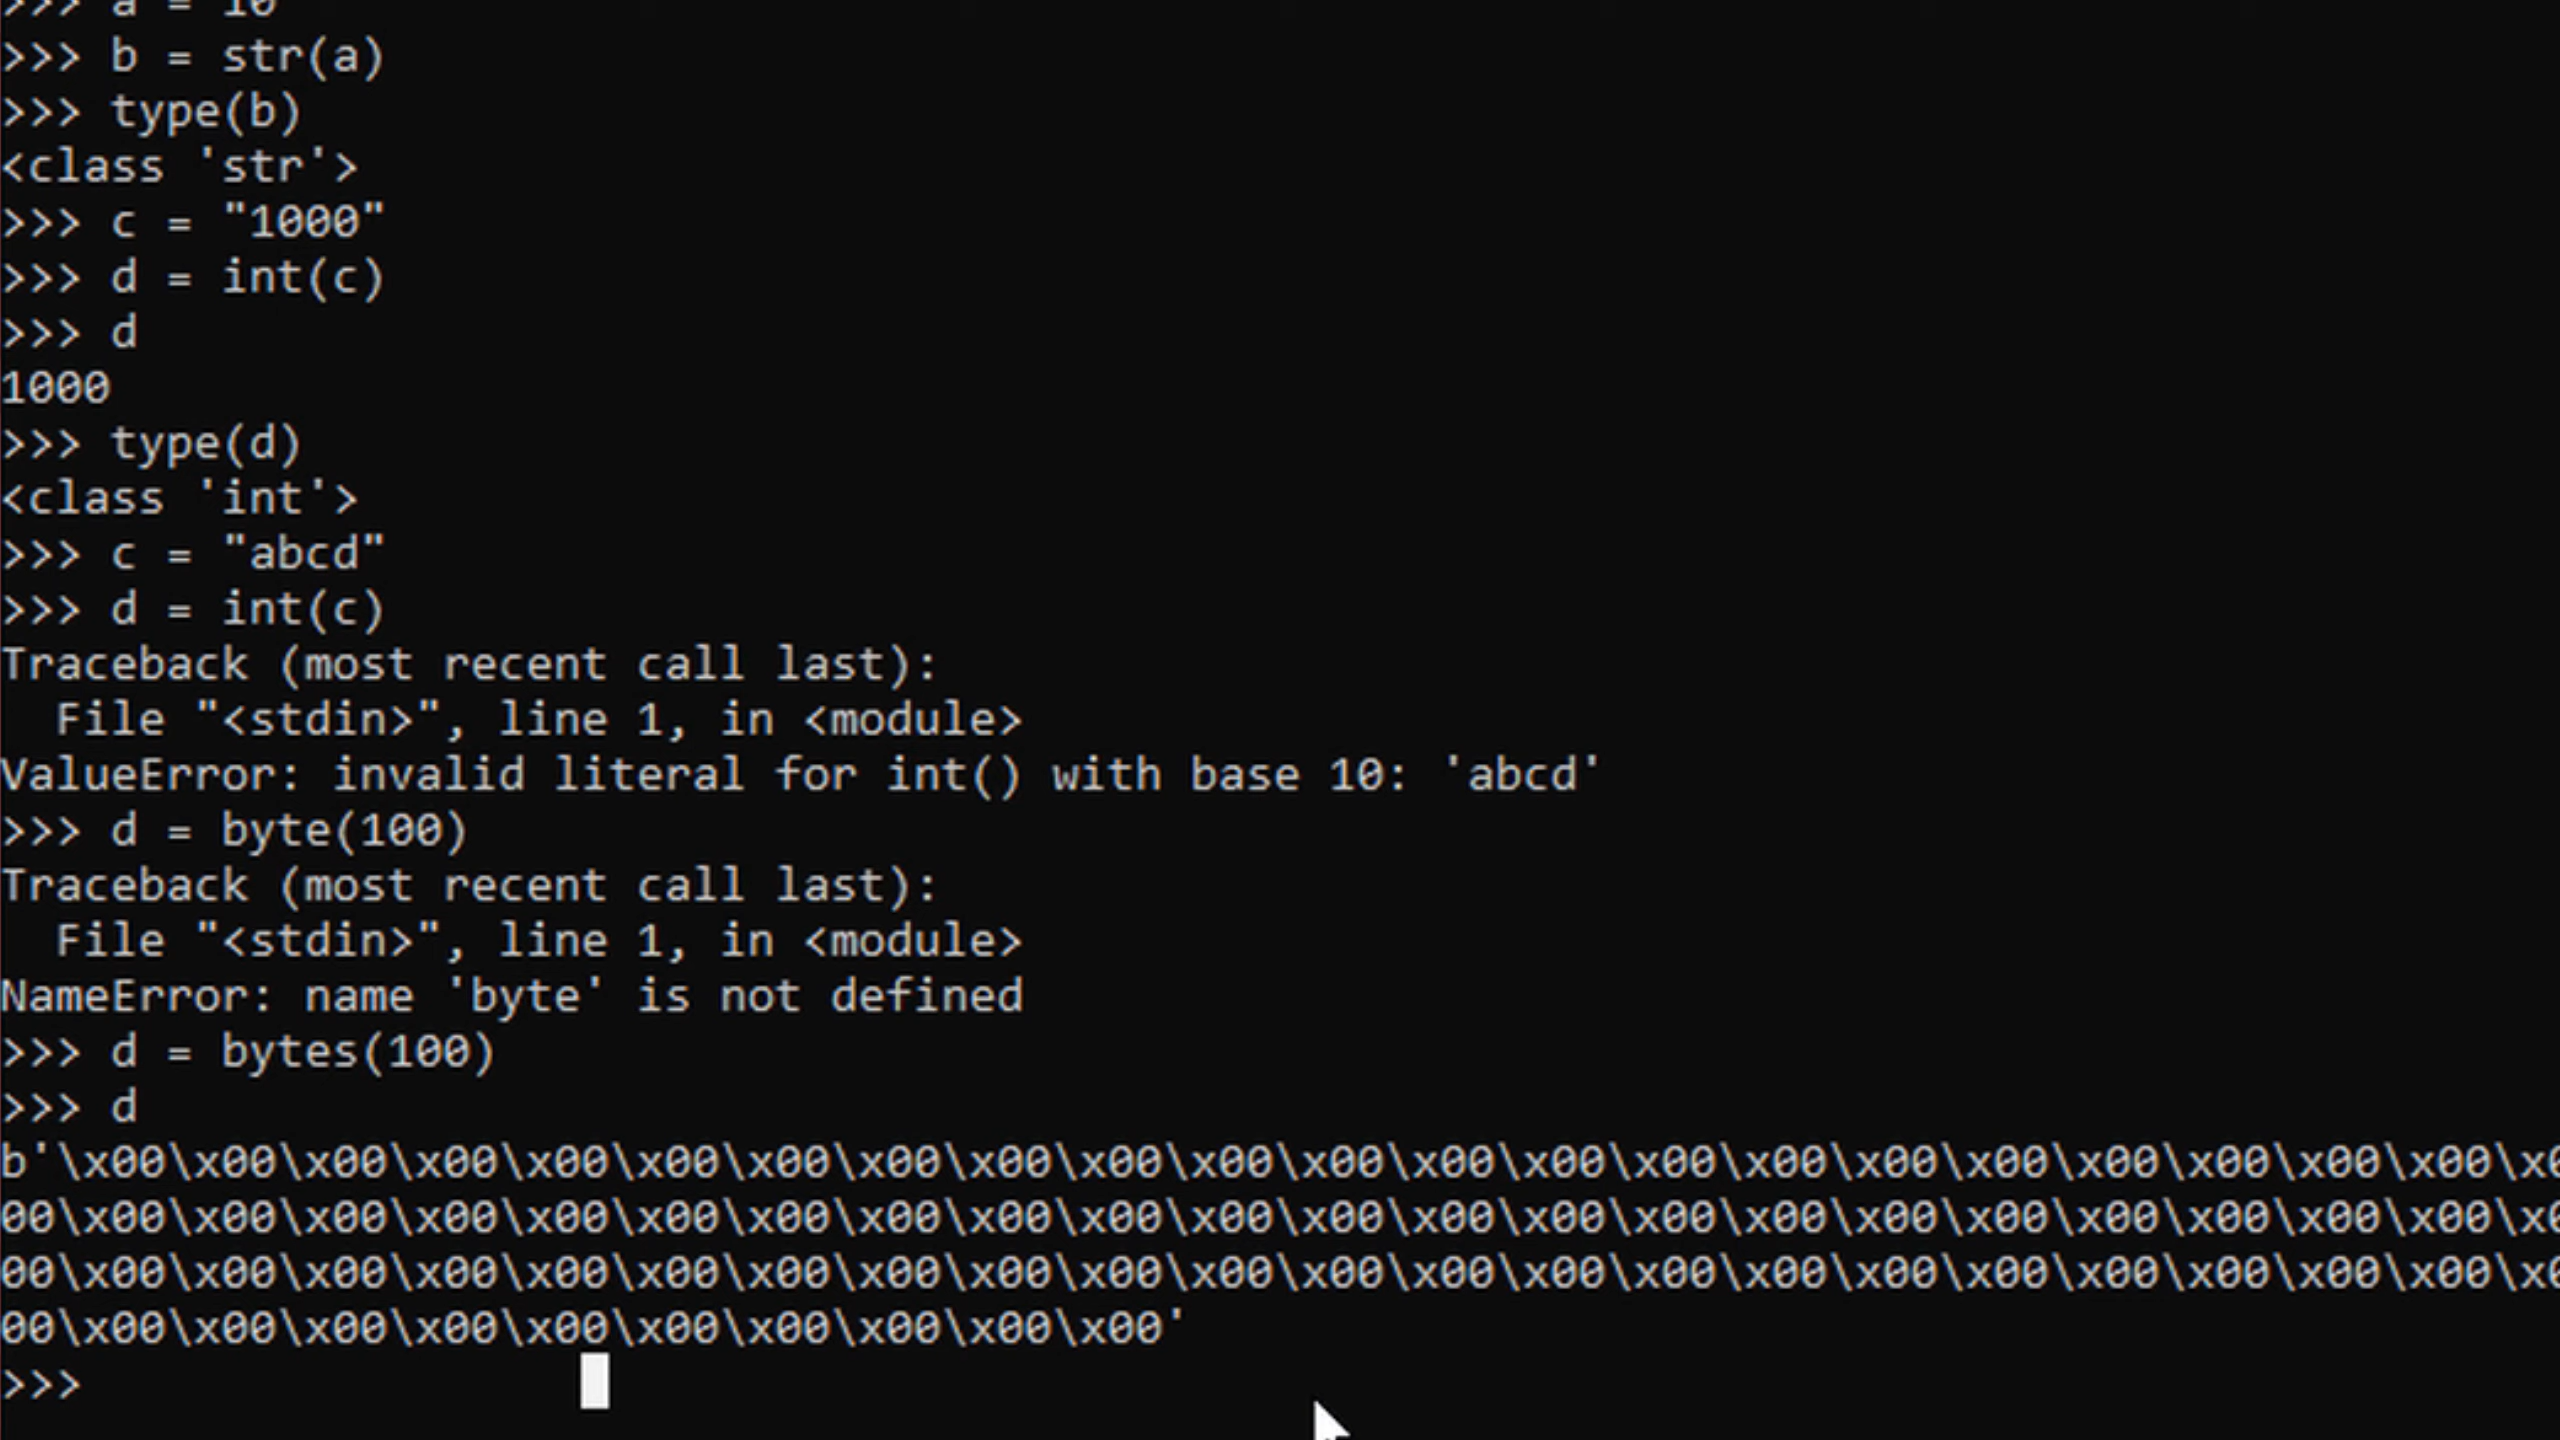 >>> a = 10
>>> b = str(a)
>>> type(b)
<class 'str'>
>>> c = "1000"
>>> d = int(c)
>>> d
1000
>>> type(d)
<class 'int'>
>>> c = "abcd"
>>> d = int(c)
Traceback (most recent call last):
  File "<stdin>", line 1, in <module>
ValueError: invalid literal for int() with base 10: 'abcd'
>>> d = byte(100)
Traceback (most recent call last):
  File "<stdin>", line 1, in <module>
NameError: name 'byte' is not defined
>>> d = bytes(100)
>>> d
b'\x00\x00\x00\x00\x00\x00\x00\x00\x00\x00\x00\x00\x00\x00\x00\x00\x00\x00\x00\x00\x00\x00\x0
00\x00\x00\x00\x00\x00\x00\x00\x00\x00\x00\x00\x00\x00\x00\x00\x00\x00\x00\x00\x00\x00\x00\x0
00\x00\x00\x00\x00\x00\x00\x00\x00\x00\x00\x00\x00\x00\x00\x00\x00\x00\x00\x00\x00\x00\x00\x0
00\x00\x00\x00\x00\x00\x00\x00\x00\x00\x00'
>>>